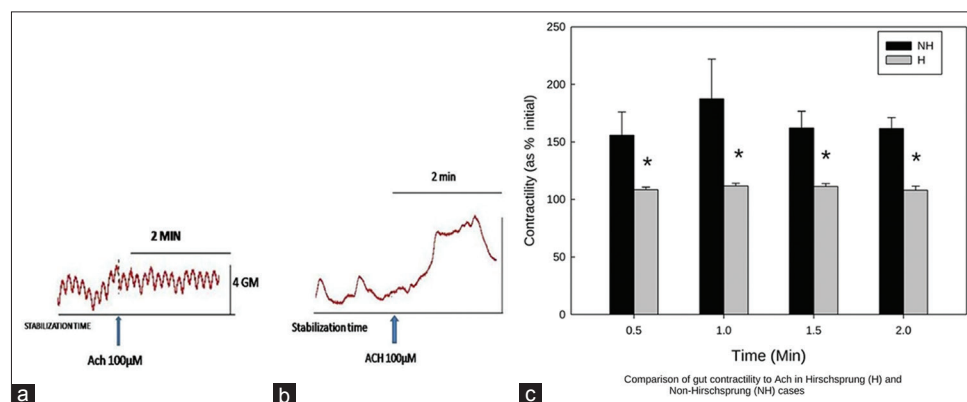 2 MIN
4 GM
STABILIZATION TIME
Ach 100µM
a
2 min
Stabilization time
ACH 100µM
b
250
200
150
100
50
0
Contractility (as % initial)
NH
H
*
*
*
*
0.5
1.0
1.5
2.0
Time (Min)
Comparison of gut contractility to Ach in Hirschsprung (H) and
Non-Hirschsprung (NH) cases
c